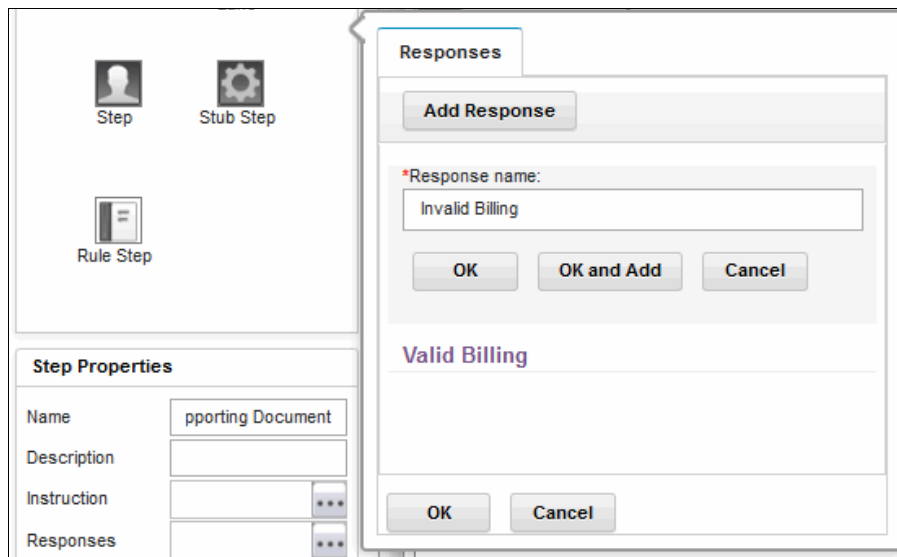 Step
Stub Step
Rule Step
Step Properties
Name
pporting Document
Description
Instruction
...
Responses
...
Responses
Add Response
*Response name:
Invalid Billing
OK
OK and Add
Cancel
Valid Billing
OK
Cancel